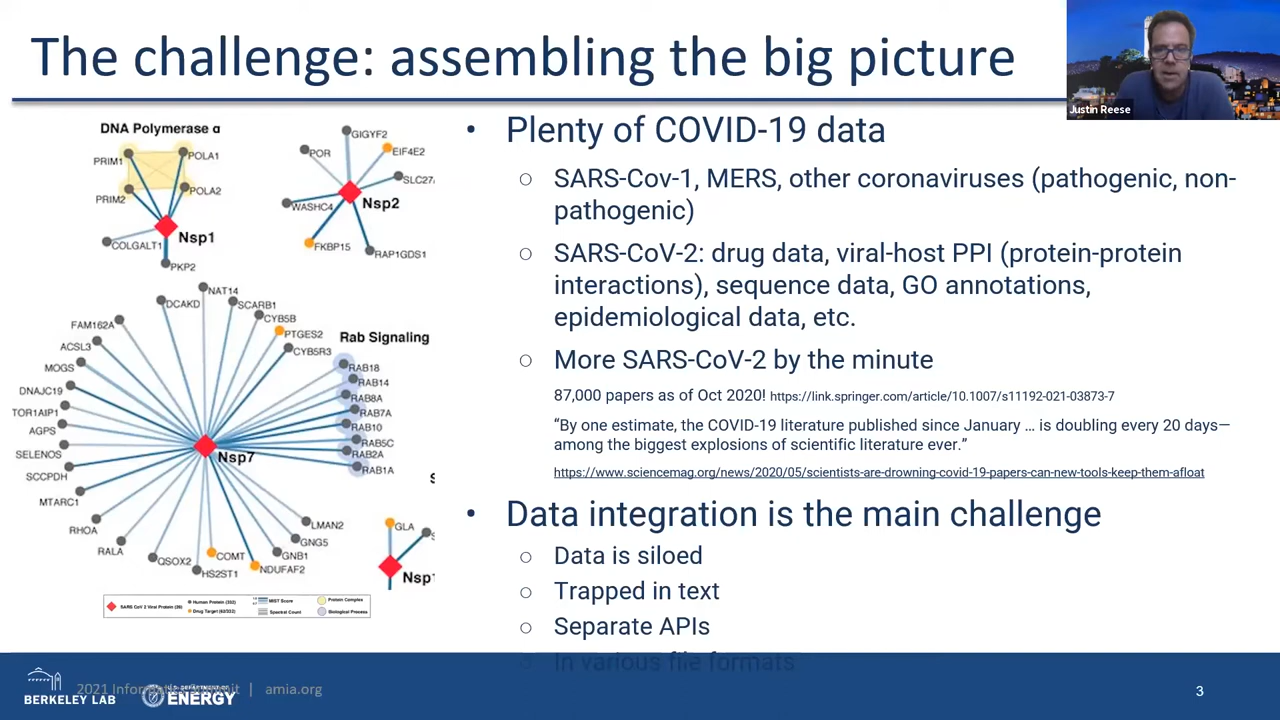 The challenge: assembling the big picture
Justin Reese
DNA Polymerase α
PRIM1
POLA1
PRIM2
POLA2
Nsp1
COLGALT1
PKP2
GIGYF2
POR
EIF4E2
WASHC4
Nsp2
FKBP15
RAP1GDS1
NAT14
DCAKD
SCARB1
FAM162A
CYB5B
PTGES2
Rab Signaling
ACSL3
CYB5R3
MOGS
RAB18
RAB14
DNAJC19
RAB8A
TOR1AIP1
RAB7A
AGPS
RAB10
RAB5C
SELENOS
Nsp7
RAB2A
SCCPDH
RAB1A
MTARC1
RHOA
LMAN2
GLA
RALA
GNG5
QSOX2
COMT
GNB1
HS2ST1
NDUFAF2
SARS CoV 2 Viral Protein
Human Protein (332)
Drug Target (62/332)
MIST Score
Spectral Count
Protein Complex
Biological Process
• Plenty of COVID-19 data
○ SARS-Cov-1, MERS, other coronaviruses (pathogenic, non-
pathogenic)
○ SARS-CoV-2: drug data, viral-host PPI (protein-protein
interactions), sequence data, GO annotations,
epidemiological data, etc.
○ More SARS-CoV-2 by the minute
87,000 papers as of Oct 2020! https://link.springer.com/article/10.1007/s11192-021-03873-7
“By one estimate, the COVID-19 literature published since January … is doubling every 20 days—
among the biggest explosions of scientific literature ever.”
https://www.sciencemag.org/news/2020/05/scientists-are-drowning-covid-19-papers-can-new-tools-keep-them-afloat
• Data integration is the main challenge
○ Data is siloed
○ Trapped in text
○ Separate APIs
○ In various file formats
BERKELEY LAB
U.S. DEPARTMENT OF
ENERGY
2021 | amia.org
3